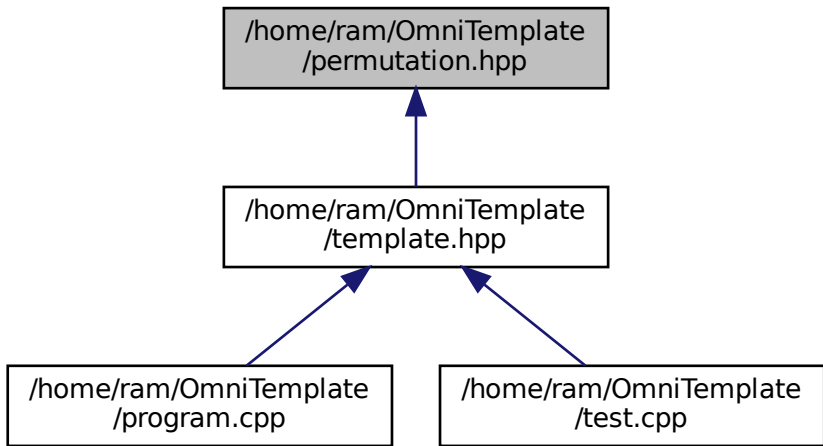 /home/ram/OmniTemplate
/permutation.hpp
/home/ram/OmniTemplate
/template.hpp
/home/ram/OmniTemplate
/program.cpp
/home/ram/OmniTemplate
/test.cpp